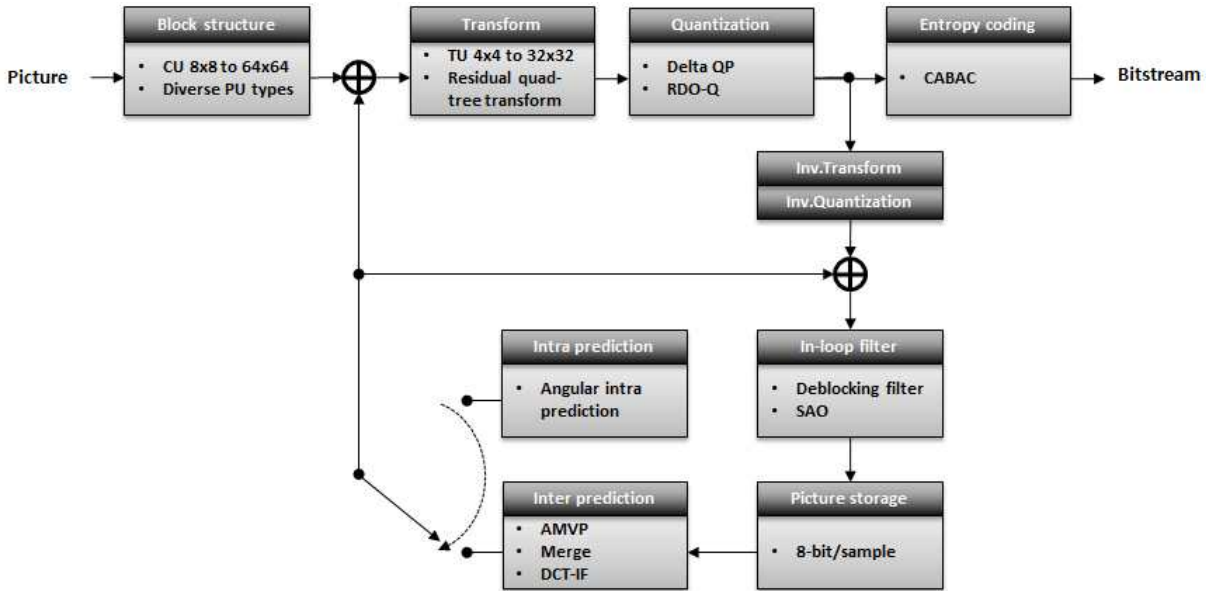 Picture
Block structure
• CU 8x8 to 64x64
• Diverse PU types
Transform
• TU 4x4 to 32x32
• Residual quad-
tree transform
Quantization
• Delta QP
• RDO-Q
Entropy coding
• CABAC
Bitstream
Inv.Transform
Inv.Quantization
Intra prediction
• Angular intra
prediction
In-loop filter
• Deblocking filter
• SAO
Inter prediction
• AMVP
• Merge
• DCT-IF
Picture storage
• 8-bit/sample